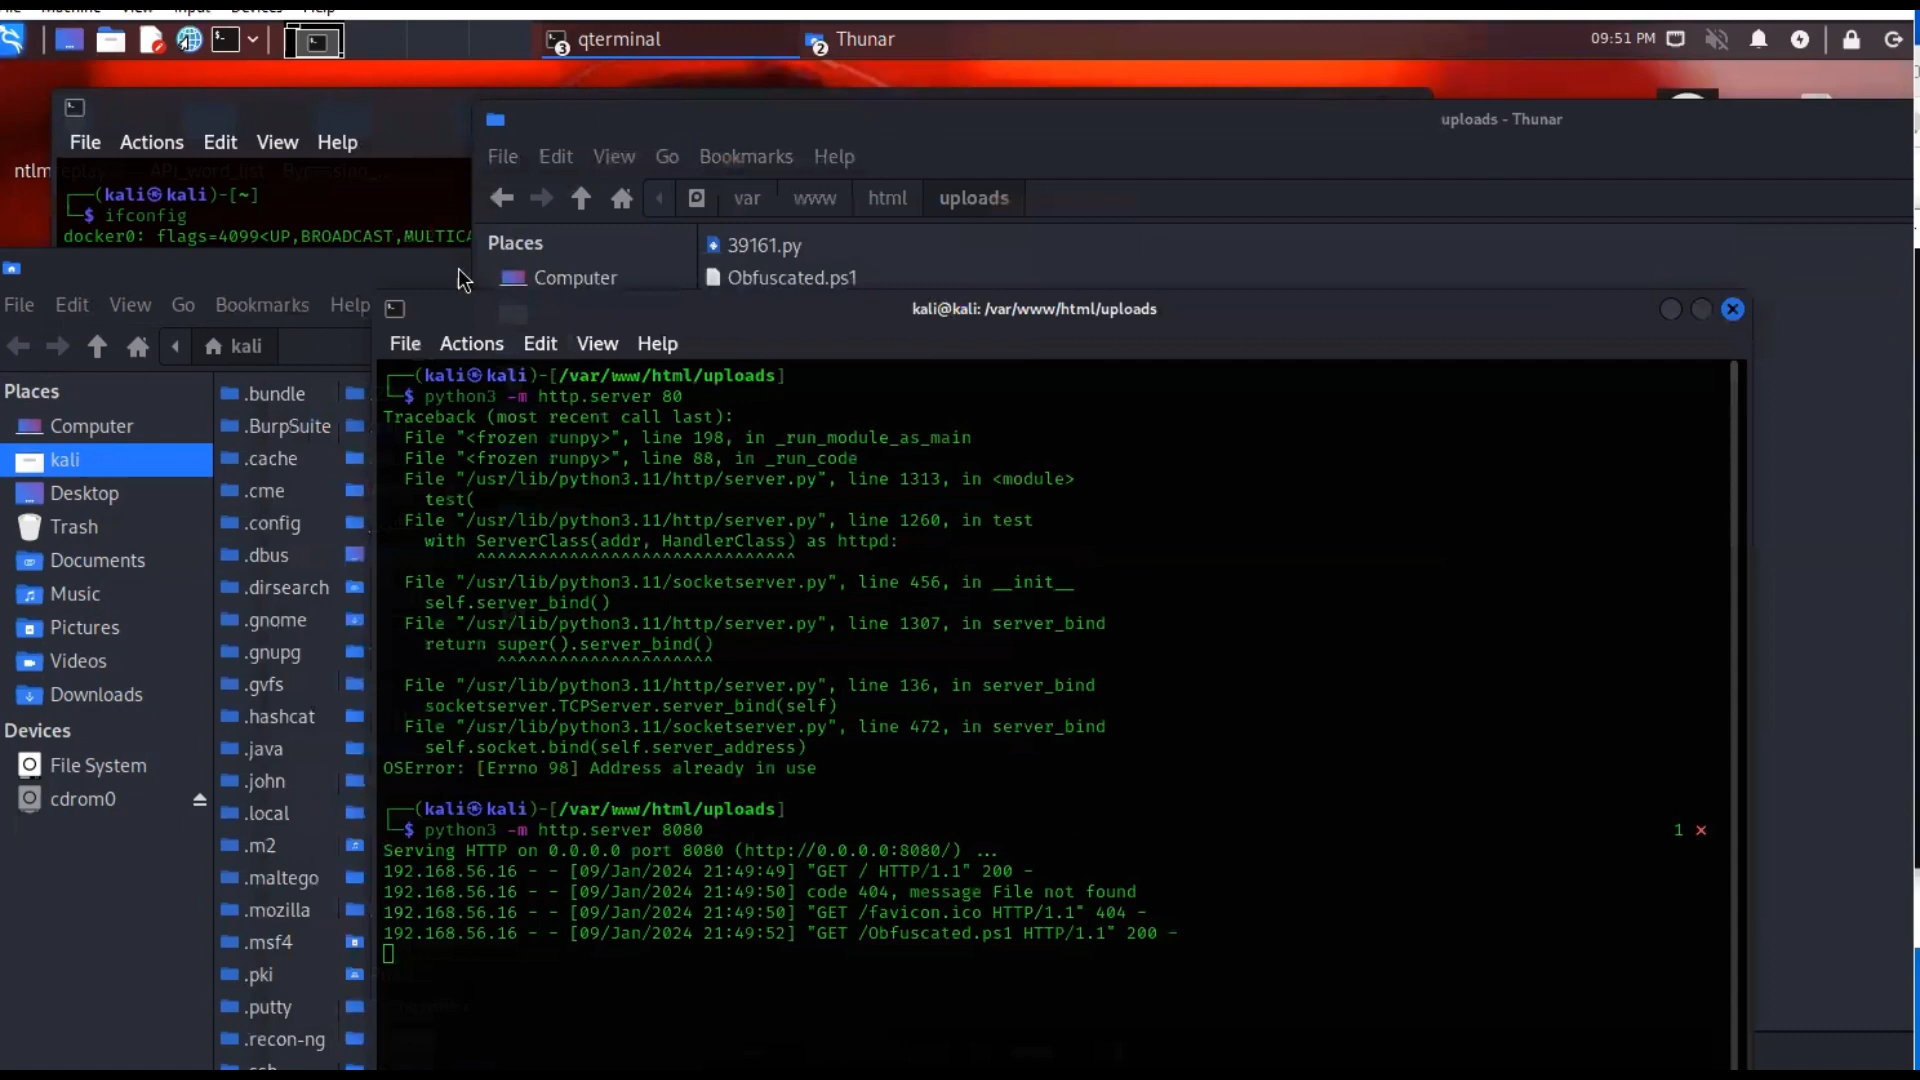 File Machine View Input Devices Help
qterminal
3
Thunar
2
09:51 PM
uploads - Thunar
File Actions Edit View Help
File Edit View Go Bookmarks Help
ntlm
┌──(kali㉿kali)-[~]
└─$ ifconfig
docker0: flags=4099<UP,BROADCAST,MULTICA
var www html uploads
Places
Computer
39161.py
Obfuscated.ps1
File Edit View Go Bookmarks Help
kali
Places
Computer
kali
Desktop
Trash
Documents
Music
Pictures
Videos
Downloads
Devices
File System
cdrom0
.bundle
.BurpSuite
.cache
.cme
.config
.dbus
.dirsearch
.gnome
.gnupg
.gvfs
.hashcat
.java
.john
.local
.m2
.maltego
.mozilla
.msf4
.pki
.putty
.recon-ng
kali@kali: /var/www/html/uploads
File Actions Edit View Help
┌──(kali㉿kali)-[/var/www/html/uploads]
└─$ python3 -m http.server 80
Traceback (most recent call last):
File "<frozen runpy>", line 198, in _run_module_as_main
File "<frozen runpy>", line 88, in _run_code
File "/usr/lib/python3.11/http/server.py", line 1313, in <module>
test(
File "/usr/lib/python3.11/http/server.py", line 1260, in test
with ServerClass(addr, HandlerClass) as httpd:
^^^^^^^^^^^^^^^^^^^^^^^^^^^^^^^
File "/usr/lib/python3.11/socketserver.py", line 456, in __init__
self.server_bind()
File "/usr/lib/python3.11/http/server.py", line 1307, in server_bind
return super().server_bind()
^^^^^^^^^^^^^^^^^^^^^
File "/usr/lib/python3.11/http/server.py", line 136, in server_bind
socketserver.TCPServer.server_bind(self)
File "/usr/lib/python3.11/socketserver.py", line 472, in server_bind
self.socket.bind(self.server_address)
OSError: [Errno 98] Address already in use
┌──(kali㉿kali)-[/var/www/html/uploads]
└─$ python3 -m http.server 8080 1 ⨯
Serving HTTP on 0.0.0.0 port 8080 (http://0.0.0.0:8080/) ...
192.168.56.16 - - [09/Jan/2024 21:49:49] "GET / HTTP/1.1" 200 -
192.168.56.16 - - [09/Jan/2024 21:49:50] code 404, message File not found
192.168.56.16 - - [09/Jan/2024 21:49:50] "GET /favicon.ico HTTP/1.1" 404 -
192.168.56.16 - - [09/Jan/2024 21:49:52] "GET /Obfuscated.ps1 HTTP/1.1" 200 -